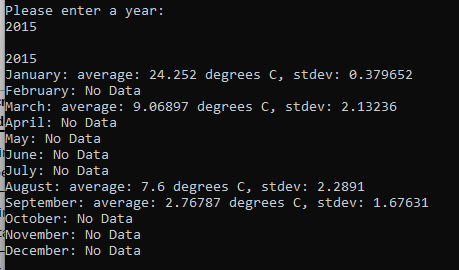 Please enter a year:
2015
2015
January: average: 24.252 degrees C, stdev: 0.379652
February: No Data
March: average: 9.06897 degrees C, stdev: 2.13236
April: No Data
May: No Data
June: No Data
July: No Data
August: average: 7.6 degrees C, stdev: 2.2891
September: average: 2.76787 degrees C, stdev: 1.67631
October: No Data
November: No Data
December: No Data